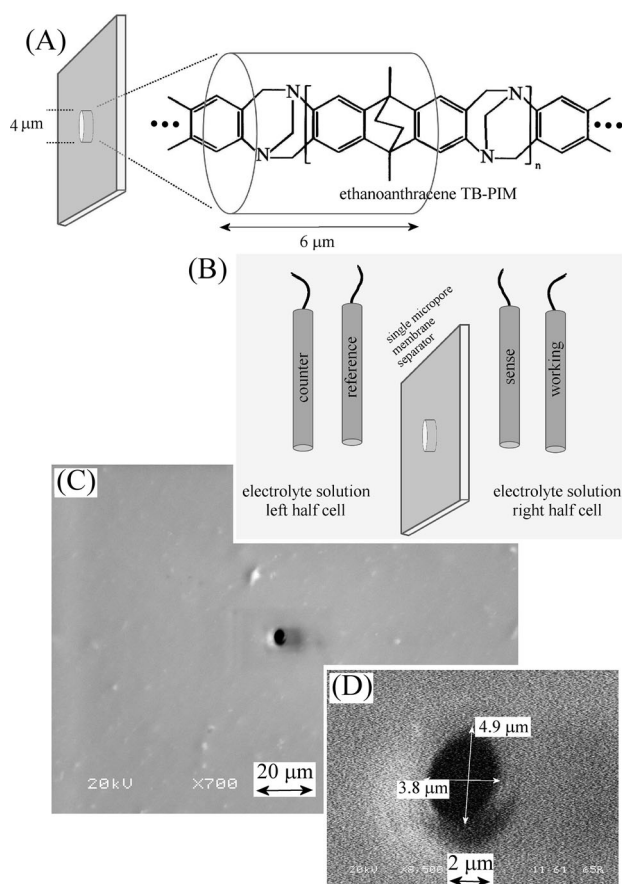 (A)
4 μm
N
N
N
N
n
ethanoanthracene TB-PIM
6 μm
(B)
counter
reference
single micropore
membrane
separator
sense
working
electrolyte solution
left half cell
electrolyte solution
right half cell
(C)
20kV X700
20 μm
(D)
4.9 μm
3.8 μm
2 μm
20kV